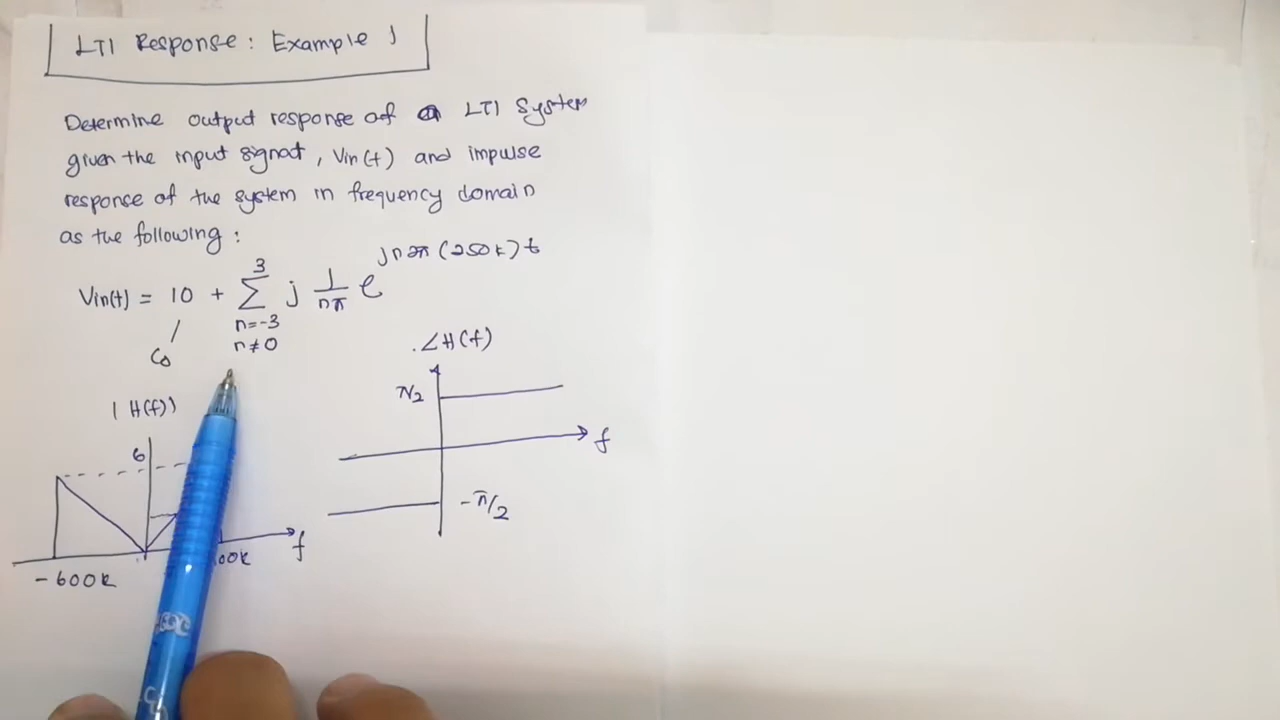 LTI Response: Example 1
Determine output response of LTI System
given the input signal, Vin(t) and impulse
response of the system in frequency domain
as the following:
Vin(t) = 10 + 3 Σ n=-3 n≠0 j 1/nπ e jn2π(250k)t
C0
∠H(f)
|H(f)|
π/2
6
f
-π/2
f
00k
-600k